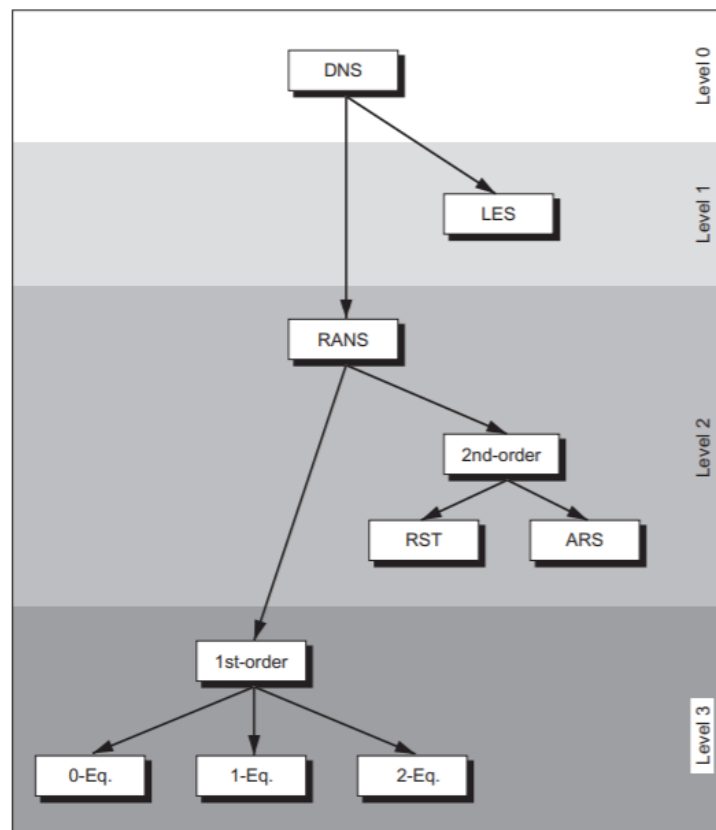 DNS
Level 0
LES
Level 1
RANS
2nd-order
Level 2
RST
ARS
1st-order
Level 3
0-Eq.
1-Eq.
2-Eq.